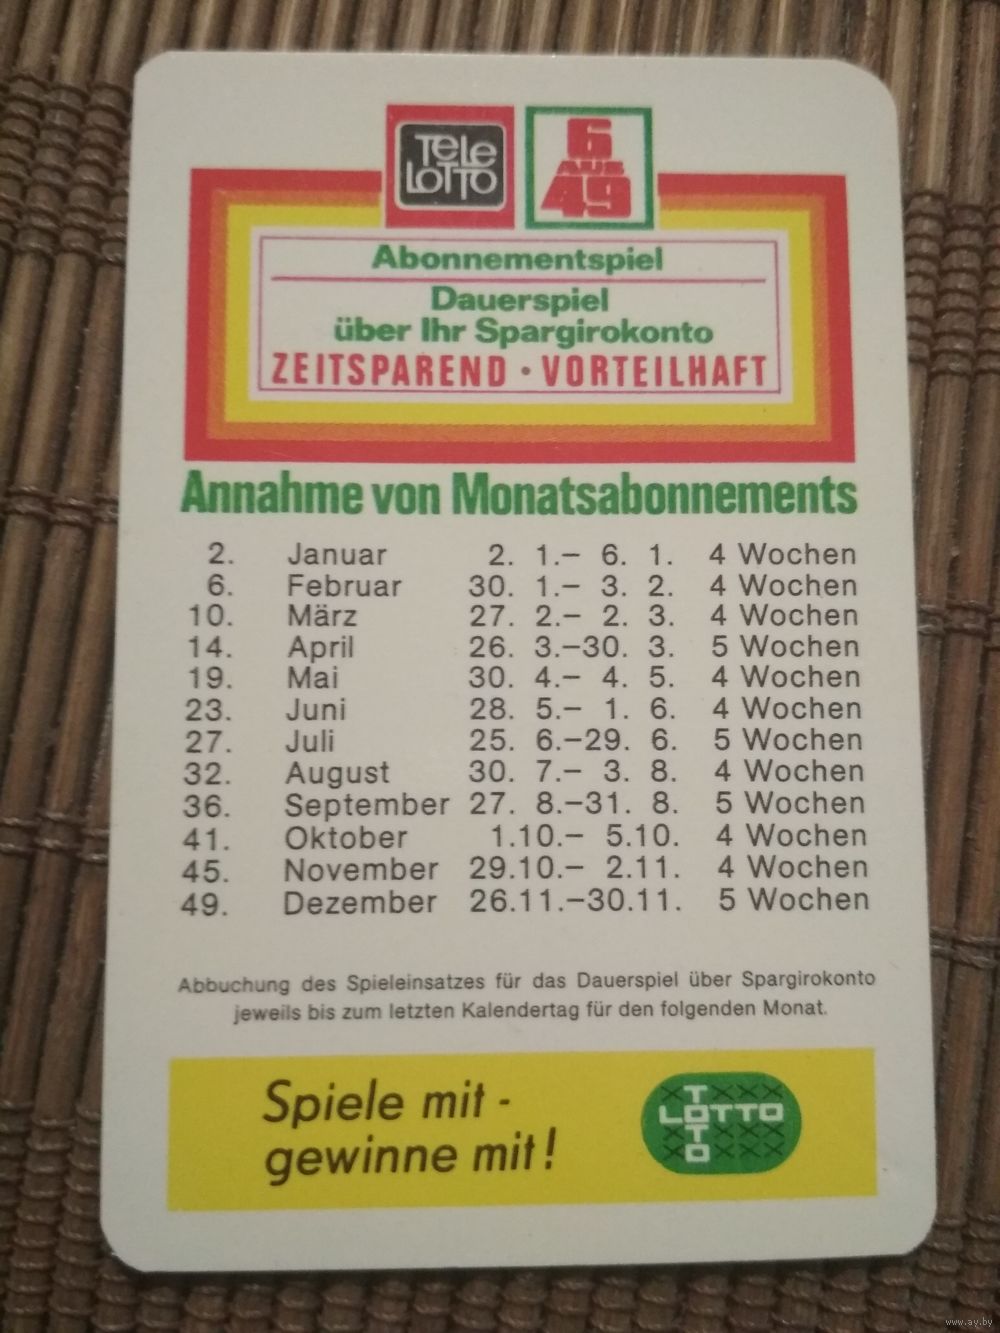 TELE
LOTTO
6
AUS
49
Abonnementspiel
Dauerspiel
über Ihr Spargirokonto
ZEITSPAREND · VORTEILHAFT
Annahme von Monatsabonnements
2. Januar 2. 1.– 6. 1. 4 Wochen
6. Februar 30. 1.– 3. 2. 4 Wochen
10. März 27. 2.– 2. 3. 4 Wochen
14. April 26. 3.–30. 3. 5 Wochen
19. Mai 30. 4.– 4. 5. 4 Wochen
23. Juni 28. 5.– 1. 6. 4 Wochen
27. Juli 25. 6.–29. 6. 5 Wochen
32. August 30. 7.– 3. 8. 4 Wochen
36. September 27. 8.–31. 8. 5 Wochen
41. Oktober 1.10.– 5.10. 4 Wochen
45. November 29.10.– 2.11. 4 Wochen
49. Dezember 26.11.–30.11. 5 Wochen
Abbuchung des Spieleinsatzes für das Dauerspiel über Spargirokonto
jeweils bis zum letzten Kalendertag für den folgenden Monat.
Spiele mit -
gewinne mit!
LOTTO
TOTO
www.ay.by